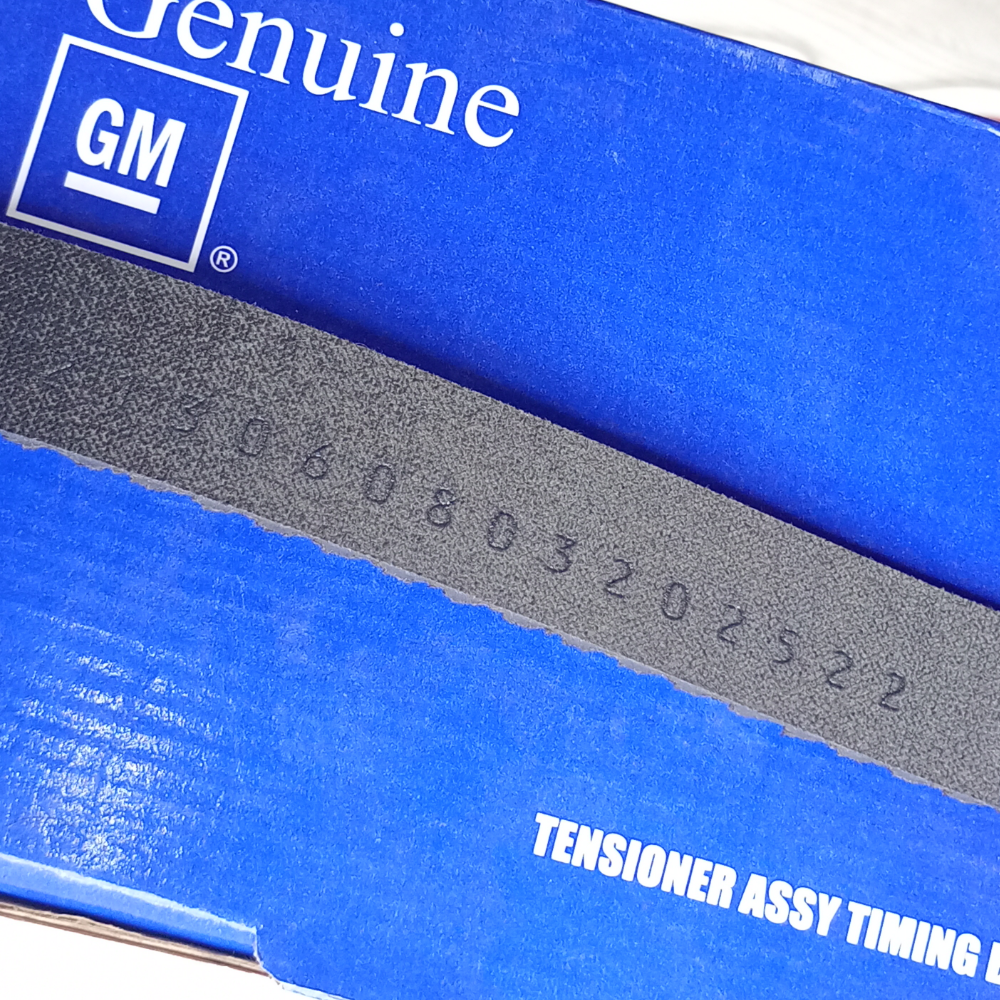 Genuine
GM
®
3060803202522
TENSIONER ASSY TIMING